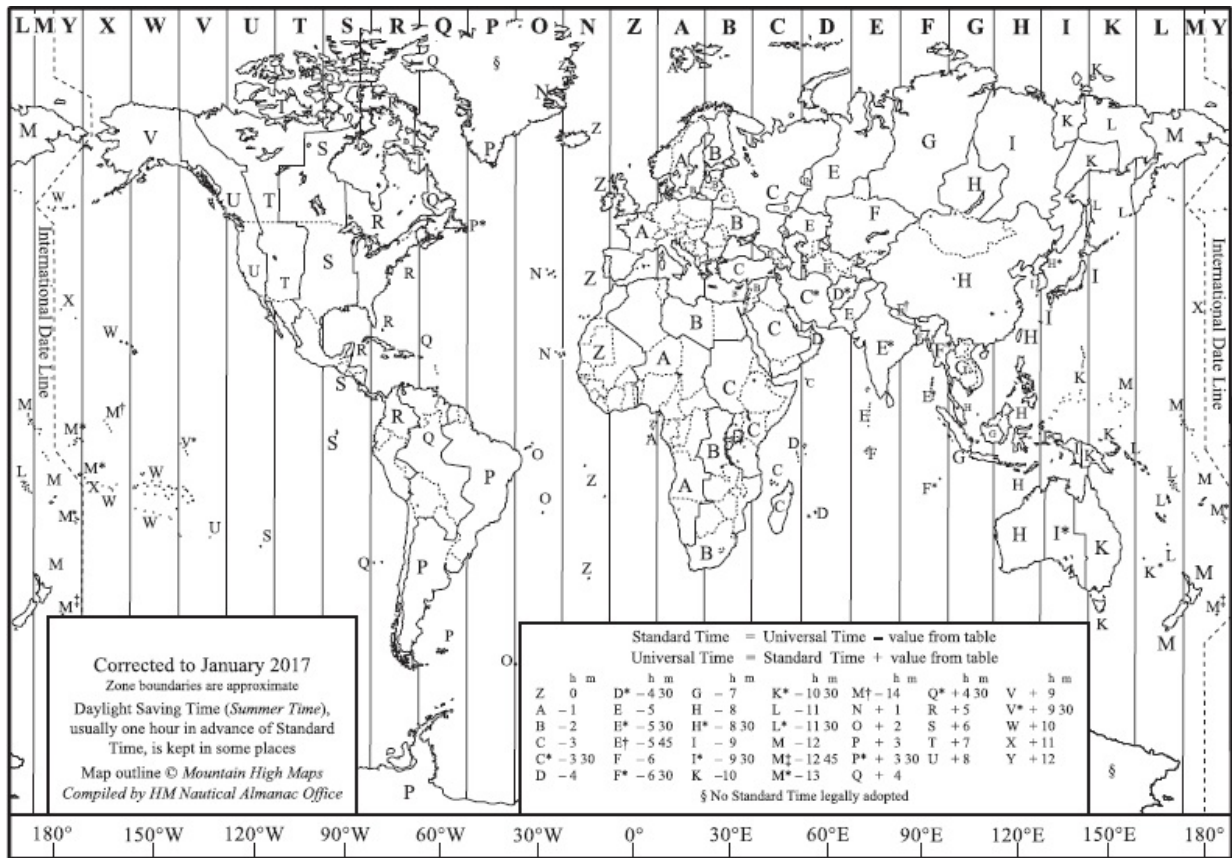 L M Y X W V U T S R Q P O N Z A B C D E F G H I K L M Y
Q § Z A K
N K L
M V S Z G I M
P A B E K
U T R Q C H
P* A B F L
U T S R N Z C E H* I
International Date Line
International Date Line
X C* D* H I X
W R Q N Z A B C D E* E† F* G H
S C K M
M M† R Q E H
M* V* S O B C D F G K L
L M M* X W P A C F* H M
W O D L
M* U S H I* K M*
Q P Z B K* L
M M
M‡ P K M‡
O M
P §
Corrected to January 2017
Zone boundaries are approximate
Daylight Saving Time (Summer Time),
usually one hour in advance of Standard
Time, is kept in some places
Map outline © Mountain High Maps
Compiled by HM Nautical Almanac Office
Standard Time = Universal Time – value from table
Universal Time = Standard Time + value from table
h m h m h m h m h m h m h m
Z 0 D* – 4 30 G – 7 K* –10 30 M† –14 Q* + 4 30 V + 9
A – 1 E – 5 H – 8 L –11 N + 1 R + 5 V* + 9 30
B – 2 E* – 5 30 H* – 8 30 L* –11 30 O + 2 S + 6 W +10
C – 3 E† – 5 45 I – 9 M –12 P + 3 T + 7 X +11
C* – 3 30 F – 6 I* – 9 30 M‡ –12 45 P* + 3 30 U + 8 Y +12
D – 4 F* – 6 30 K –10 M* –13 Q + 4
§ No Standard Time legally adopted
180° 150°W 120°W 90°W 60°W 30°W 0° 30°E 60°E 90°E 120°E 150°E 180°